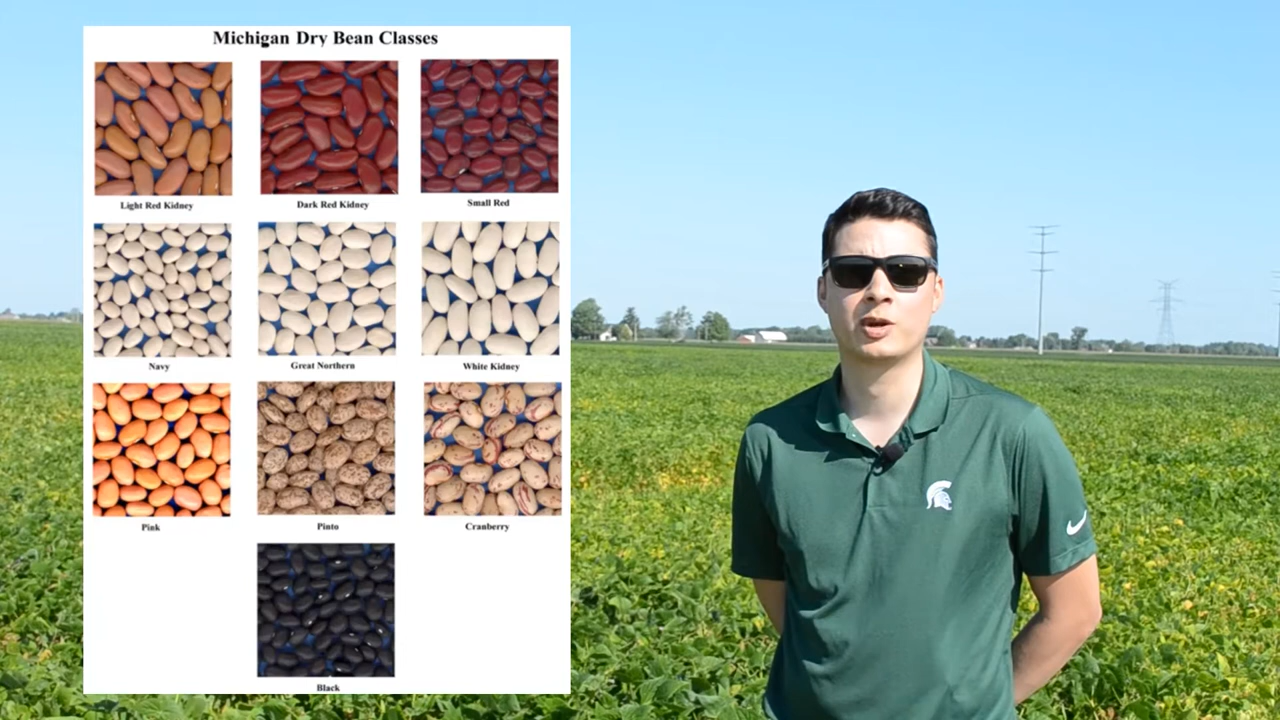 Michigan Dry Bean Classes
Light Red Kidney
Dark Red Kidney
Small Red
Navy
Great Northern
White Kidney
Pink
Pinto
Cranberry
Black